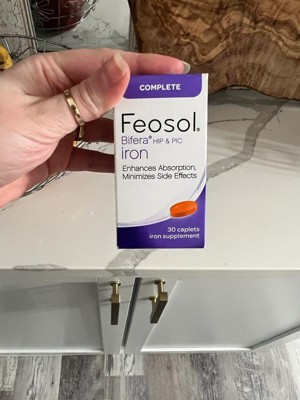 COMPLETE
Feosol®
Bifera® HIP & PIC
iron
Enhances Absorption,
Minimizes Side Effects
30 caplets
iron supplement